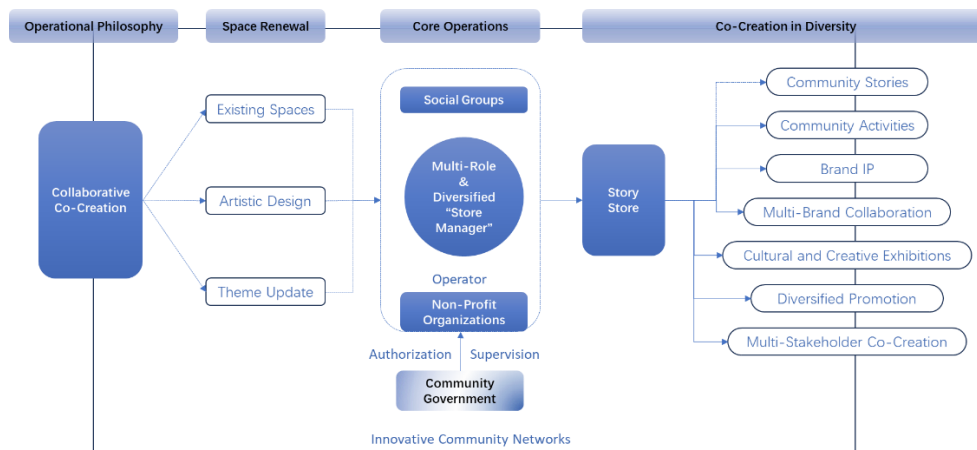 Operational Philosophy
Space Renewal
Core Operations
Co-Creation in Diversity
Collaborative
Co-Creation
Existing Spaces
Artistic Design
Theme Update
Social Groups
Multi-Role
&
Diversified
“Store
Manager”
Operator
Non-Profit
Organizations
Authorization
Supervision
Community
Government
Innovative Community Networks
Story
Store
Community Stories
Community Activities
Brand IP
Multi-Brand Collaboration
Cultural and Creative Exhibitions
Diversified Promotion
Multi-Stakeholder Co-Creation